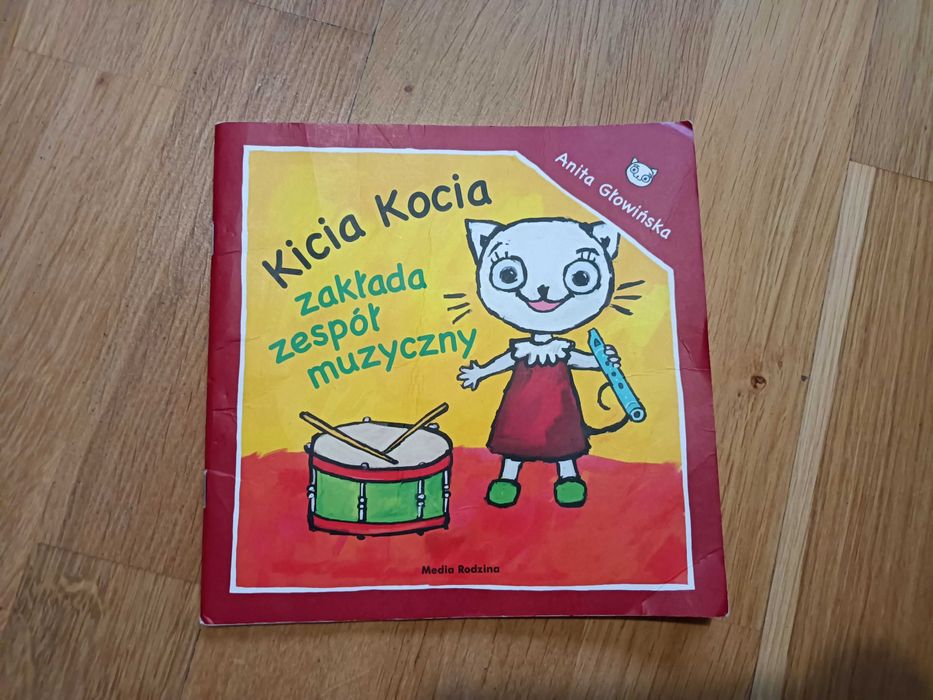 Anita Głowińska
Kicia Kocia
zakłada
zespół
muzyczny
Media Rodzina